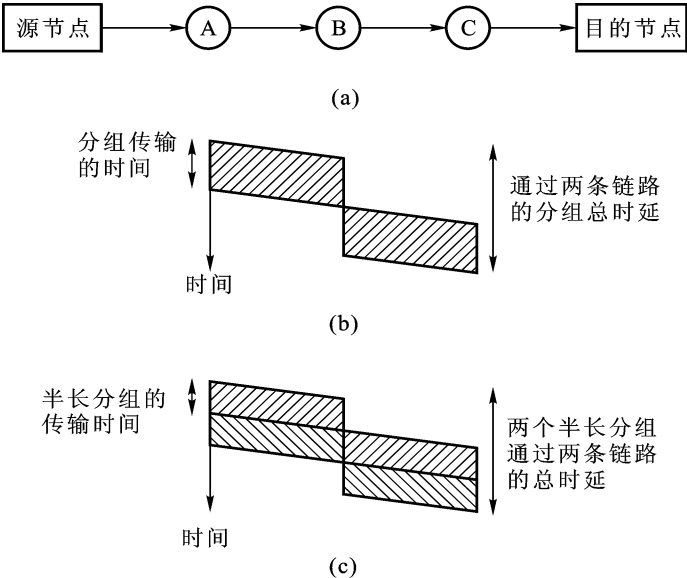 源节点 A B C 目的节点
(a)
分组传输
的时间
通过两条链路
的分组总时延
时间
(b)
半长分组的
传输时间
两个半长分组
通过两条链路
的总时延
时间
(c)